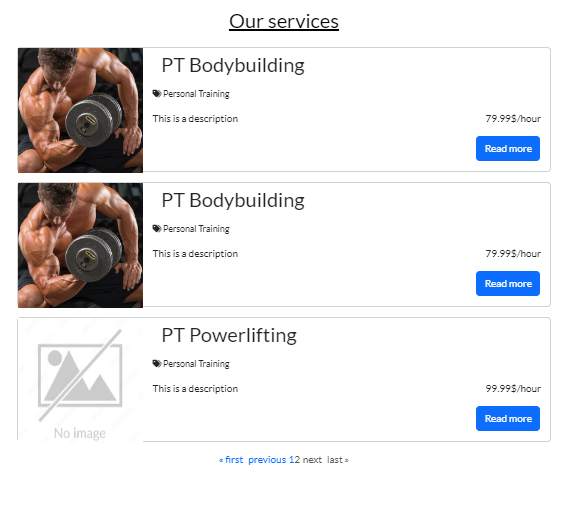 Our services
PT Bodybuilding
Personal Training
This is a description 79.99$/hour
Read more
PT Bodybuilding
Personal Training
This is a description 79.99$/hour
Read more
No image
PT Powerlifting
Personal Training
This is a description 99.99$/hour
Read more
« first previous 12 next last »